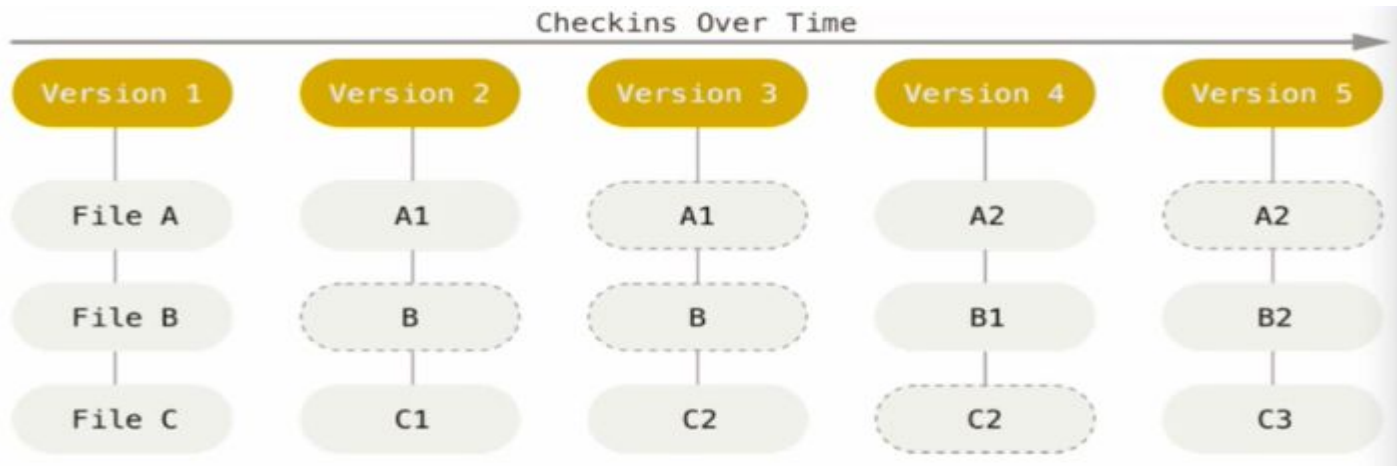 Checkins Over Time
Version 1 Version 2 Version 3 Version 4 Version 5
File A A1 A1 A2 A2
File B B B B1 B2
File C C1 C2 C2 C3